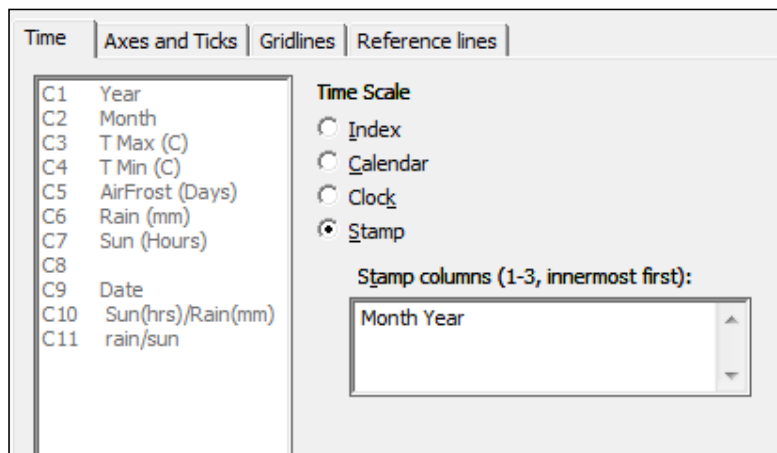 Time Axes and Ticks Gridlines Reference lines
C1 Year
C2 Month
C3 T Max (C)
C4 T Min (C)
C5 AirFrost (Days)
C6 Rain (mm)
C7 Sun (Hours)
C8
C9 Date
C10 Sun(hrs)/Rain(mm)
C11 rain/sun
Time Scale
Index
Calendar
Clock
Stamp
Stamp columns (1-3, innermost first):
Month Year